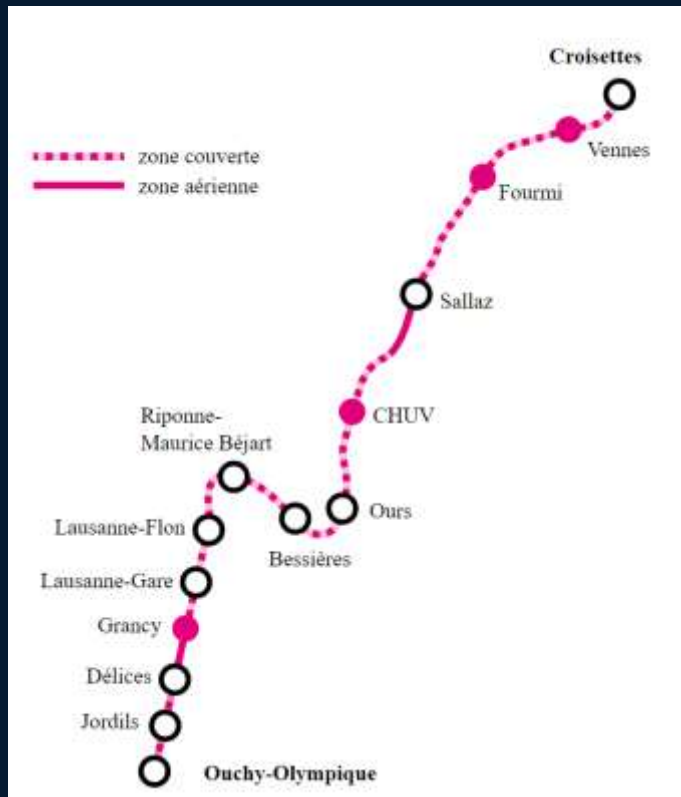 Croisettes
zone couverte
Vennes
zone aérienne
Fourmi
Sallaz
Riponne-
Maurice Béjart
CHUV
Ours
Lausanne-Flon
Bessières
Lausanne-Gare
Grancy
Délices
Jordils
Ouchy-Olympique